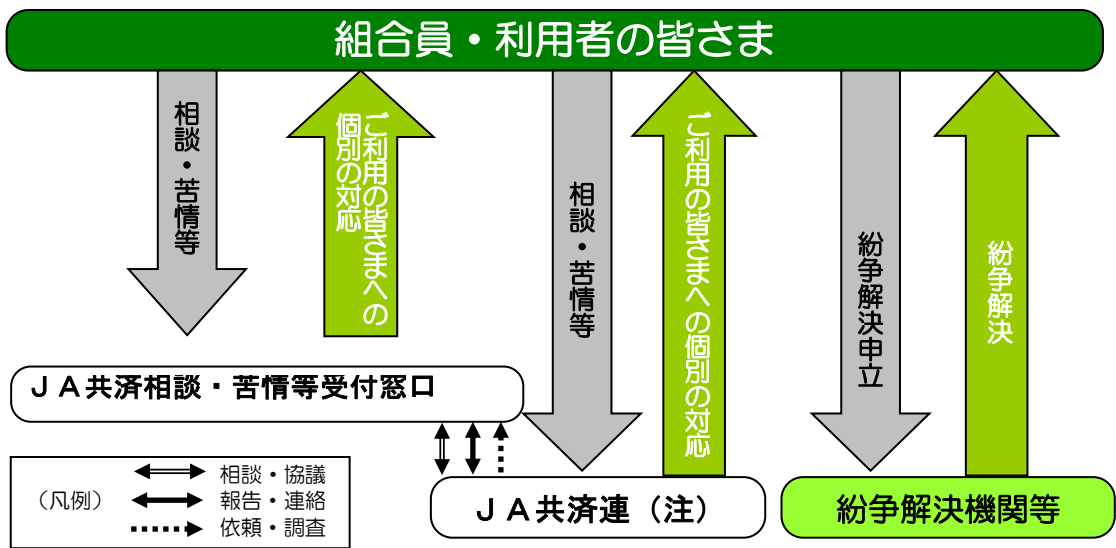 組合員・利用者の皆さま
相談・苦情等
ご利用の皆さまへの
個別の対応
相談・苦情等
ご利用の皆さまへの個別の対応
紛争解決申立
紛争解決
ＪＡ共済相談・苦情等受付窓口
（凡例）
相談・協議
報告・連絡
依頼・調査
ＪＡ共済連（注）
紛争解決機関等